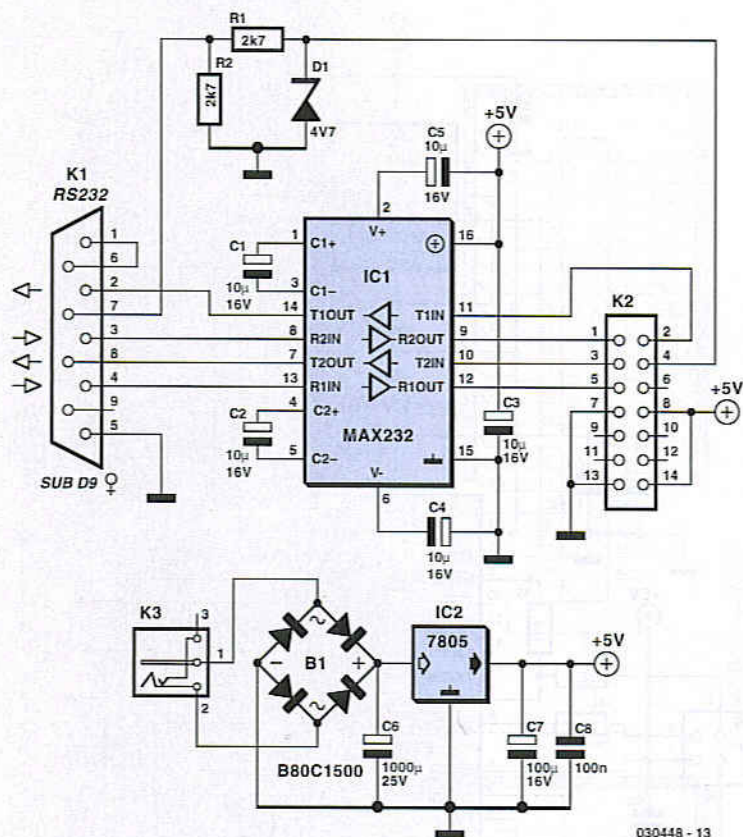 R1
2k7
R2
2k7
D1
4V7
K1
RS232
1
6
2
7
3
8
4
9
5
SUB D9 ♀
C5
10µ
16V
+5V
2
V+
16
C1
10µ
16V
1
C1+
3
C1−
IC1
14
T1OUT
T1IN
11
8
R2IN
R2OUT
9
7
T2OUT
T2IN
10
13
R1IN
R1OUT
12
4
C2+
C2
10µ
16V
5
C2−
MAX232
15
V-
6
C3
10µ
16V
C4
10µ
16V
K2
1
2
3
4
5
6
7
8
9
10
11
12
13
14
+5V
K3
3
1
2
~
−
B1
+
~
B80C1500
IC2
7805
+5V
C6
1000µ
25V
C7
100µ
16V
C8
100n
030448 - 13